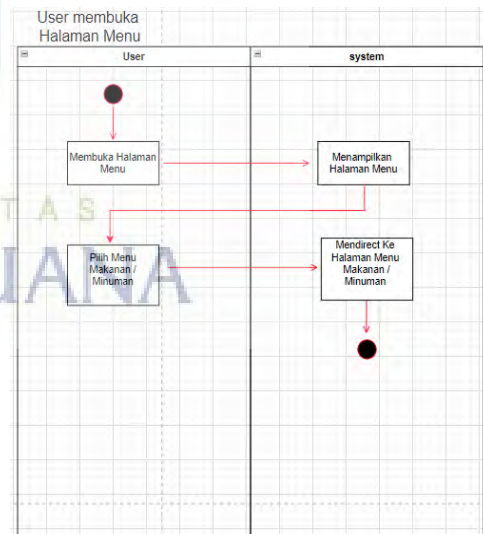 User membuka
Halaman Menu
User
system
Membuka Halaman
Menu
Menampilkan
Halaman Menu
TAS
Pilih Menu
Makanan /
Minuman
Mendirect Ke
Halaman Menu
Makanan /
Minuman
IANA